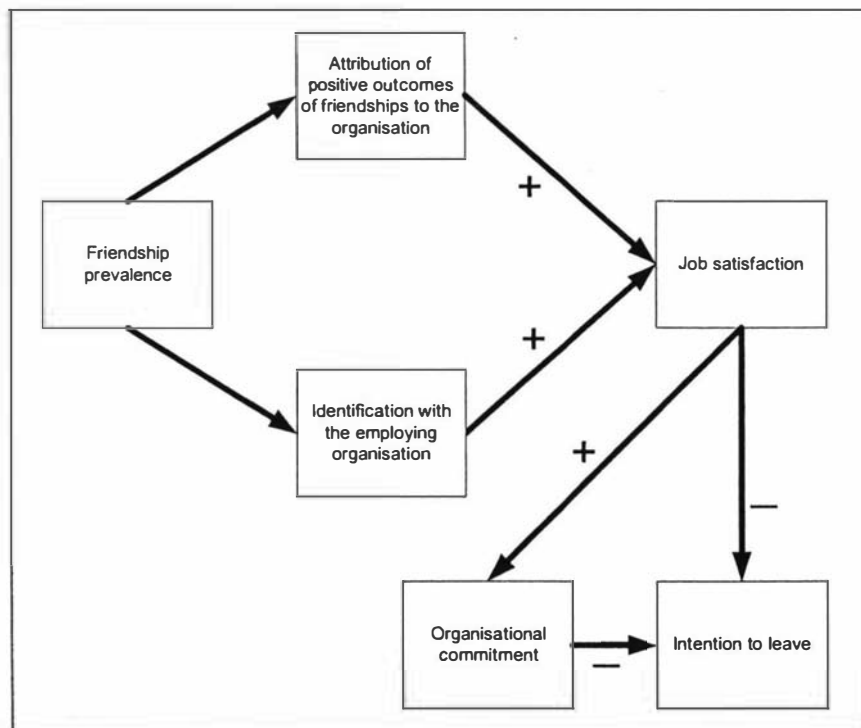 Attribution of
positive outcomes
of friendships to the
organisation
+
Friendship
prevalence
Job satisfaction
+
Identification with
the employing
organisation
+
—
Organisational
commitment
—
Intention to leave